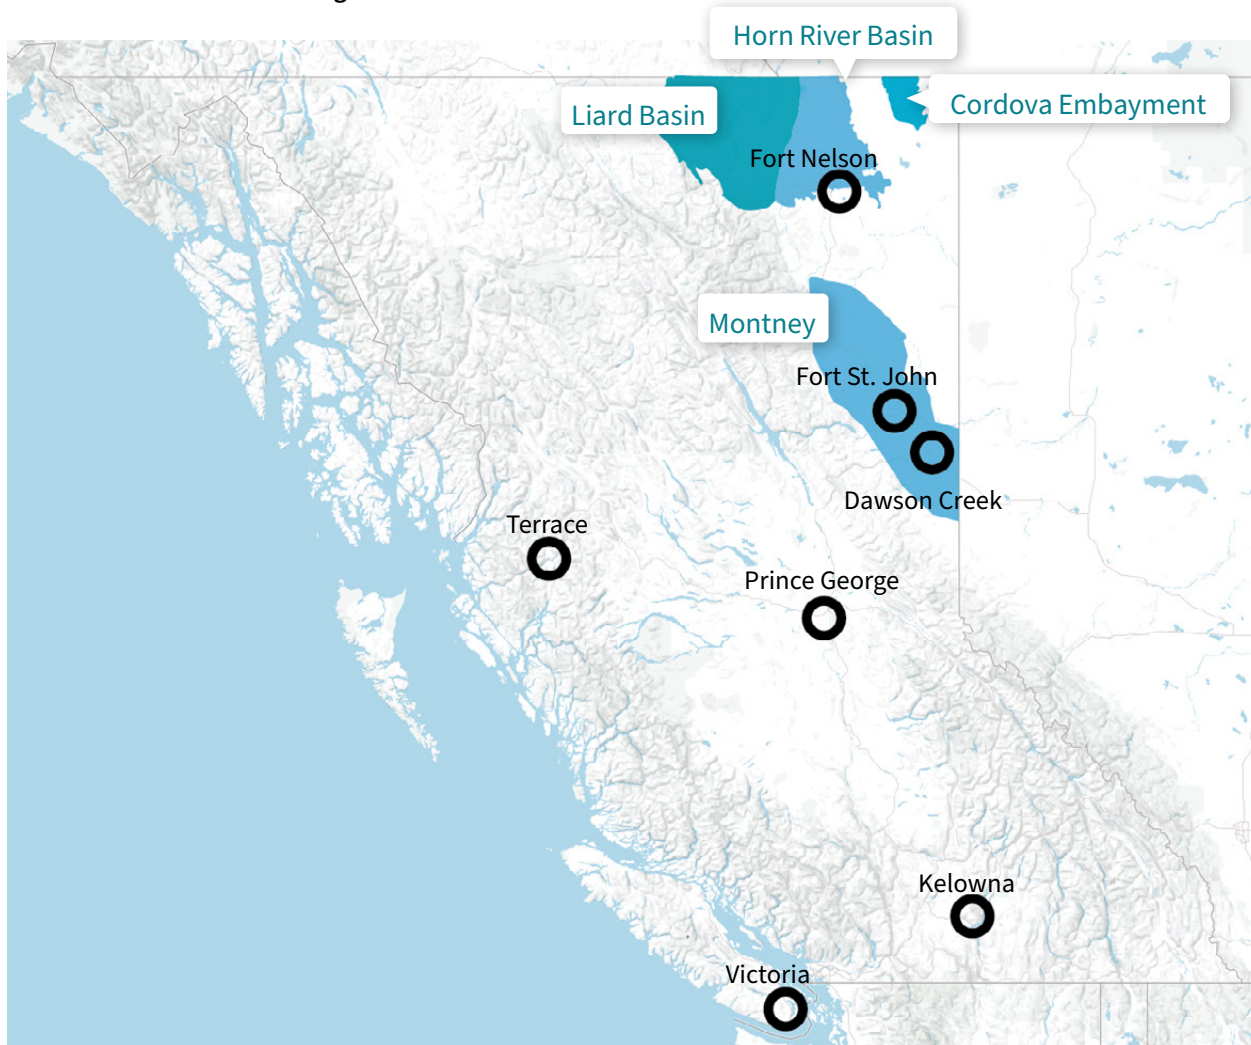 Horn River Basin
Cordova Embayment
Liard Basin
Fort Nelson
Montney
Fort St. John
Dawson Creek
Terrace
Prince George
Kelowna
Victoria